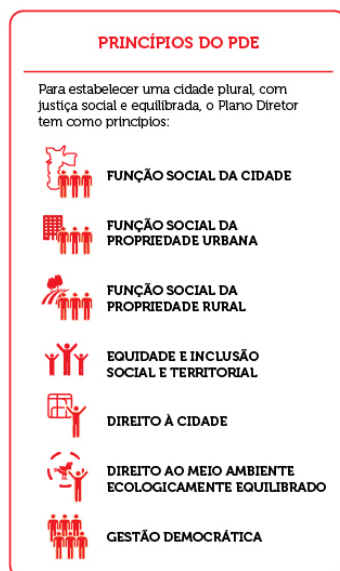 PRINCÍPIOS DO PDE
Para estabelecer uma cidade plural, com
justiça social e equilibrada, o Plano Diretor
tem como princípios:
FUNÇÃO SOCIAL DA CIDADE
FUNÇÃO SOCIAL DA
PROPRIEDADE URBANA
FUNÇÃO SOCIAL DA
PROPRIEDADE RURAL
EQUIDADE E INCLUSÃO
SOCIAL E TERRITORIAL
DIREITO À CIDADE
DIREITO AO MEIO AMBIENTE
ECOLOGICAMENTE EQUILIBRADO
GESTÃO DEMOCRÁTICA